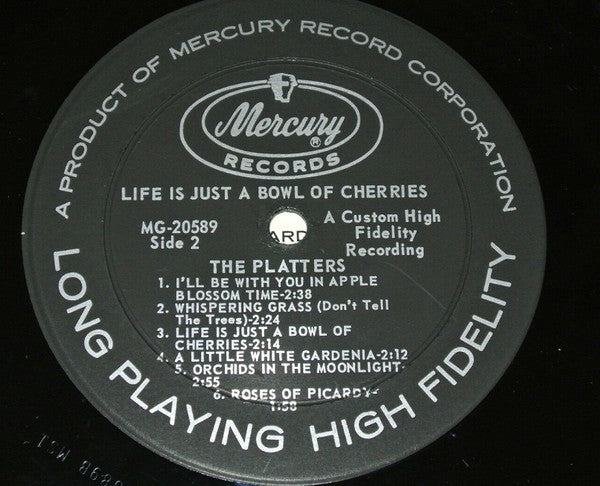 A PRODUCT OF MERCURY RECORD CORPORATION
Mercury®
RECORDS
LIFE IS JUST A BOWL OF CHERRIES
MG-20589
Side 2
ARD
A Custom High
Fidelity
Recording
THE PLATTERS
1. I'LL BE WITH YOU IN APPLE
BLOSSOM TIME-2:38
2. WHISPERING GRASS (Don't Tell
The Trees)-2:24
3. LIFE IS JUST A BOWL OF
CHERRIES-2:14
4. A LITTLE WHITE GARDENIA-2:12
5. ORCHIDS IN THE MOONLIGHT-
2:55
6. ROSES OF PICARDY-
1:58
LONG PLAYING HIGH FIDELITY